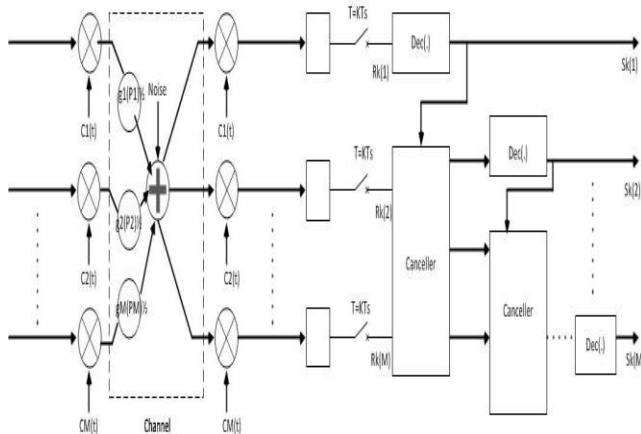 T=KTs
Dec(.)
Sk(1)
Rk(1)
Noise
g1(P1)½
C1(t)
C1(t)
T=KTs
Dec(.)
Sk(2)
Rk(2)
g2(P2)½
C2(t)
C2(t)
Canceller
Canceller
gM(PM)½
T=KTs
Dec(.)
Sk(M
Rk(M)
CM(t)
Channel
CM(t)